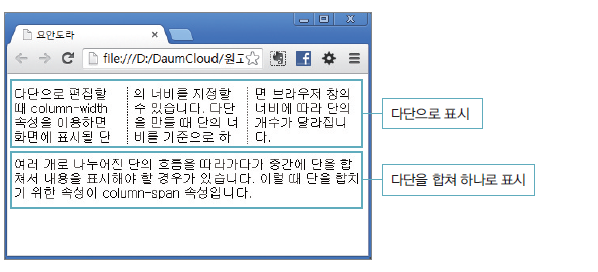 요안도라
file:///D:/DaumCloud/원고
다단으로 편집할
때 column-width
속성을 이용하면
화면에 표시될 단
의 너비를 지정할
수 있습니다. 다단
을 만들 때 단의 너
비를 기준으로 하
면 브라우저 창의
너비에 따라 단의
개수가 달라집니
다.
다단으로 표시
여러 개로 나누어진 단의 흐름을 따라가다가 중간에 단을 합
쳐서 내용을 표시해야 할 경우가 있습니다. 이럴 때 단을 합치
기 위한 속성이 column-span 속성입니다.
다단을 합쳐 하나로 표시